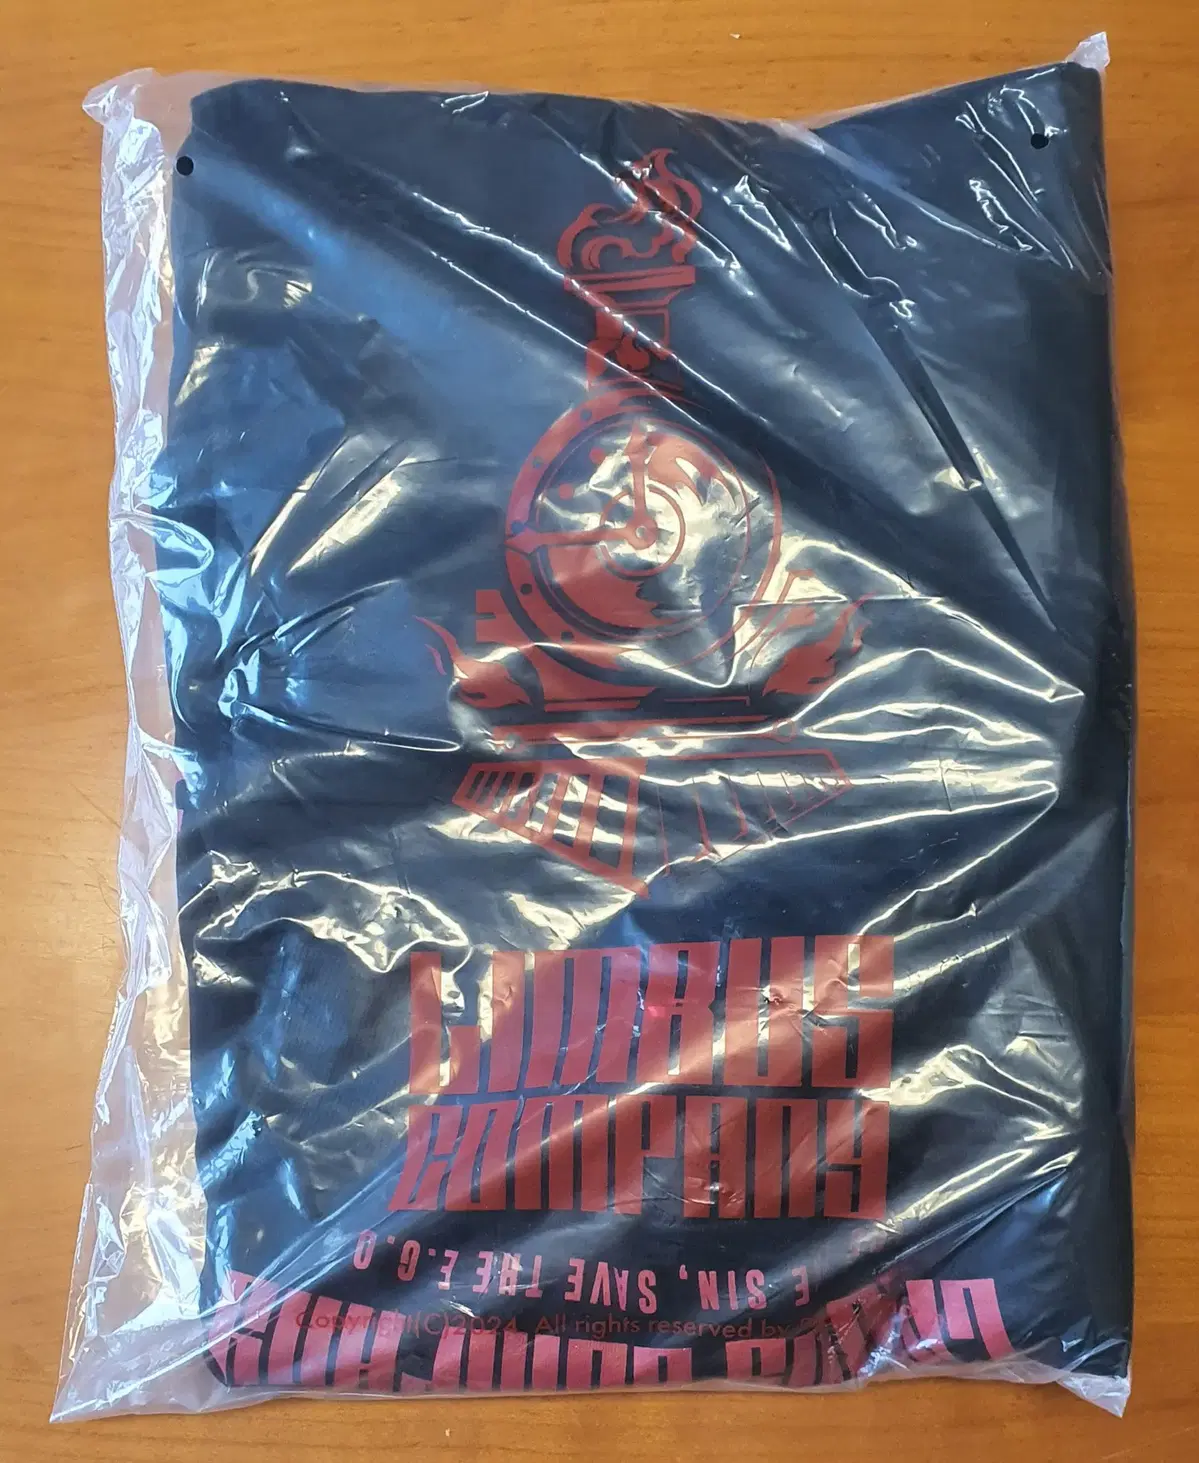 LIMBUS
COMPANY
E SIN, SAVE THE E.G.O
Copyright(C)2024. All rights reserved by